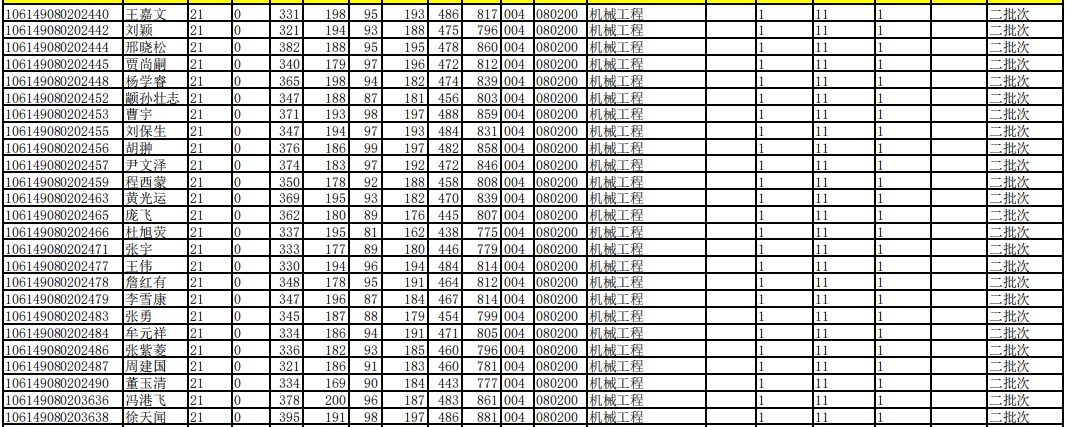 106149080202440 王嘉文 21 0 331 198 95 193 486 817 004 080200 机械工程 1 11 1 二批次
106149080202442 刘颖 21 0 321 194 93 188 475 796 004 080200 机械工程 1 11 1 二批次
106149080202444 邢晓松 21 0 382 188 95 195 478 860 004 080200 机械工程 1 11 1 二批次
106149080202445 贾尚嗣 21 0 340 179 97 196 472 812 004 080200 机械工程 1 11 1 二批次
106149080202448 杨学睿 21 0 365 198 94 182 474 839 004 080200 机械工程 1 11 1 二批次
106149080202452 颛孙壮志 21 0 347 188 87 181 456 803 004 080200 机械工程 1 11 1 二批次
106149080202453 曹宇 21 0 371 193 98 197 488 859 004 080200 机械工程 1 11 1 二批次
106149080202455 刘保生 21 0 347 194 97 193 484 831 004 080200 机械工程 1 11 1 二批次
106149080202456 胡翀 21 0 376 186 99 197 482 858 004 080200 机械工程 1 11 1 二批次
106149080202457 尹文泽 21 0 374 183 97 192 472 846 004 080200 机械工程 1 11 1 二批次
106149080202459 程西蒙 21 0 350 178 92 188 458 808 004 080200 机械工程 1 11 1 二批次
106149080202463 黄光运 21 0 369 195 93 182 470 839 004 080200 机械工程 1 11 1 二批次
106149080202465 庞飞 21 0 362 180 89 176 445 807 004 080200 机械工程 1 11 1 二批次
106149080202466 杜旭荧 21 0 337 195 81 162 438 775 004 080200 机械工程 1 11 1 二批次
106149080202471 张宇 21 0 333 177 89 180 446 779 004 080200 机械工程 1 11 1 二批次
106149080202477 王伟 21 0 330 194 96 194 484 814 004 080200 机械工程 1 11 1 二批次
106149080202478 詹红有 21 0 348 178 95 191 464 812 004 080200 机械工程 1 11 1 二批次
106149080202479 李雪康 21 0 347 196 87 184 467 814 004 080200 机械工程 1 11 1 二批次
106149080202483 张勇 21 0 345 187 88 179 454 799 004 080200 机械工程 1 11 1 二批次
106149080202484 牟元祥 21 0 334 186 94 191 471 805 004 080200 机械工程 1 11 1 二批次
106149080202486 张紫菱 21 0 336 182 93 185 460 796 004 080200 机械工程 1 11 1 二批次
106149080202487 周建国 21 0 321 186 91 183 460 781 004 080200 机械工程 1 11 1 二批次
106149080202490 董玉清 21 0 334 169 90 184 443 777 004 080200 机械工程 1 11 1 二批次
106149080203636 冯港飞 21 0 378 200 96 187 483 861 004 080200 机械工程 1 11 1 二批次
106149080203638 徐天闻 21 0 395 191 98 197 486 881 004 080200 机械工程 1 11 1 二批次